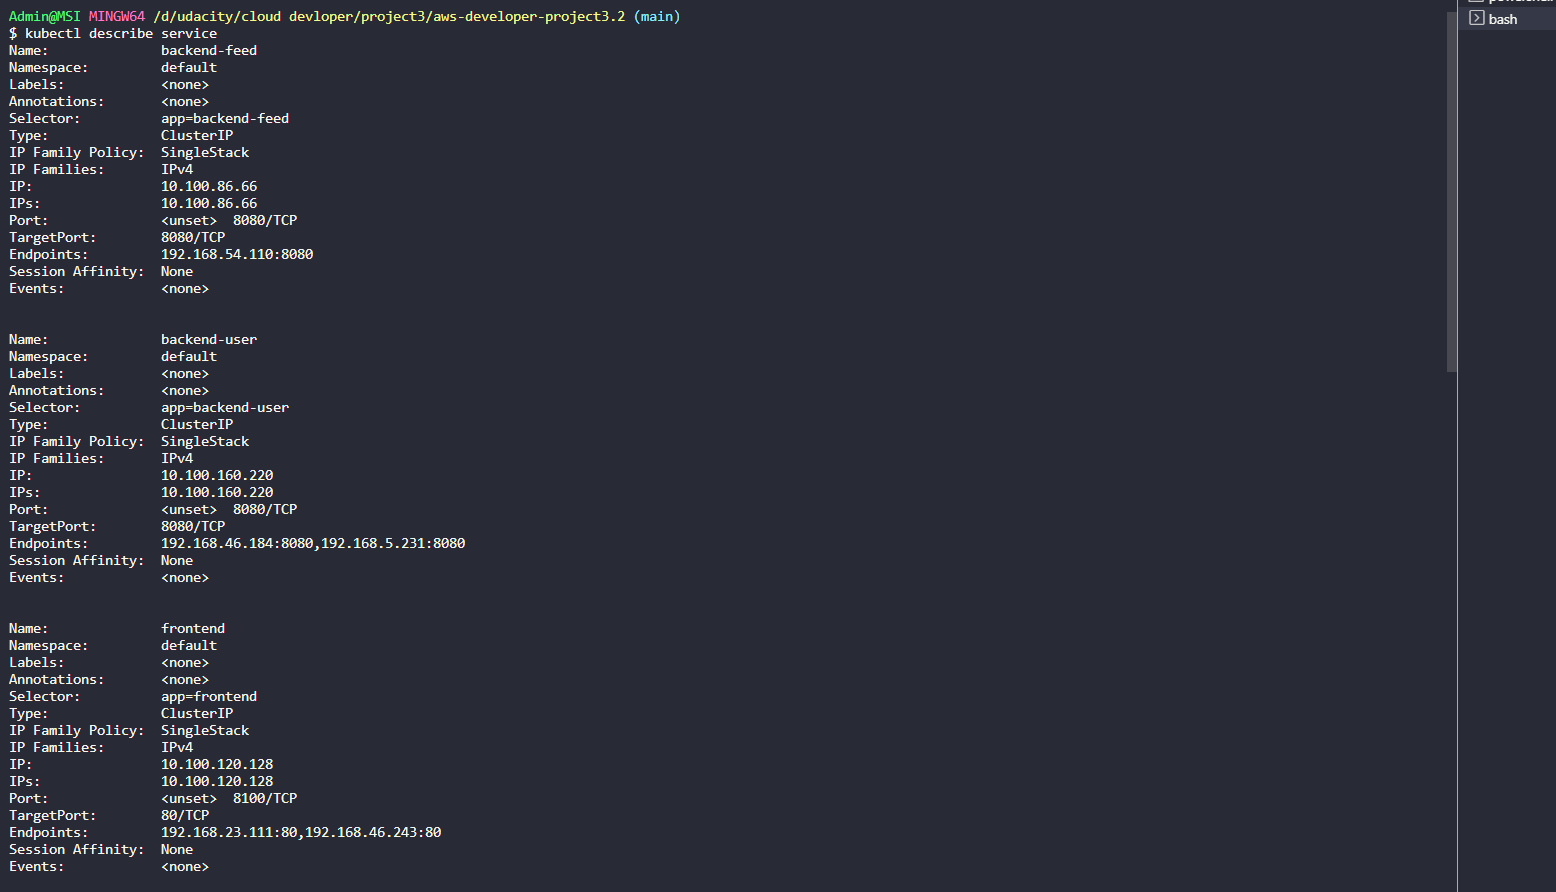 Admin@MSI MINGW64 /d/udacity/cloud devloper/project3/aws-developer-project3.2 (main)
$ kubectl describe service
Name:              backend-feed
Namespace:         default
Labels:            <none>
Annotations:       <none>
Selector:          app=backend-feed
Type:              ClusterIP
IP Family Policy:  SingleStack
IP Families:       IPv4
IP:                10.100.86.66
IPs:               10.100.86.66
Port:              <unset>  8080/TCP
TargetPort:        8080/TCP
Endpoints:         192.168.54.110:8080
Session Affinity:  None
Events:            <none>

Name:              backend-user
Namespace:         default
Labels:            <none>
Annotations:       <none>
Selector:          app=backend-user
Type:              ClusterIP
IP Family Policy:  SingleStack
IP Families:       IPv4
IP:                10.100.160.220
IPs:               10.100.160.220
Port:              <unset>  8080/TCP
TargetPort:        8080/TCP
Endpoints:         192.168.46.184:8080,192.168.5.231:8080
Session Affinity:  None
Events:            <none>

Name:              frontend
Namespace:         default
Labels:            <none>
Annotations:       <none>
Selector:          app=frontend
Type:              ClusterIP
IP Family Policy:  SingleStack
IP Families:       IPv4
IP:                10.100.120.128
IPs:               10.100.120.128
Port:              <unset>  8100/TCP
TargetPort:        80/TCP
Endpoints:         192.168.23.111:80,192.168.46.243:80
Session Affinity:  None
Events:            <none>
bash